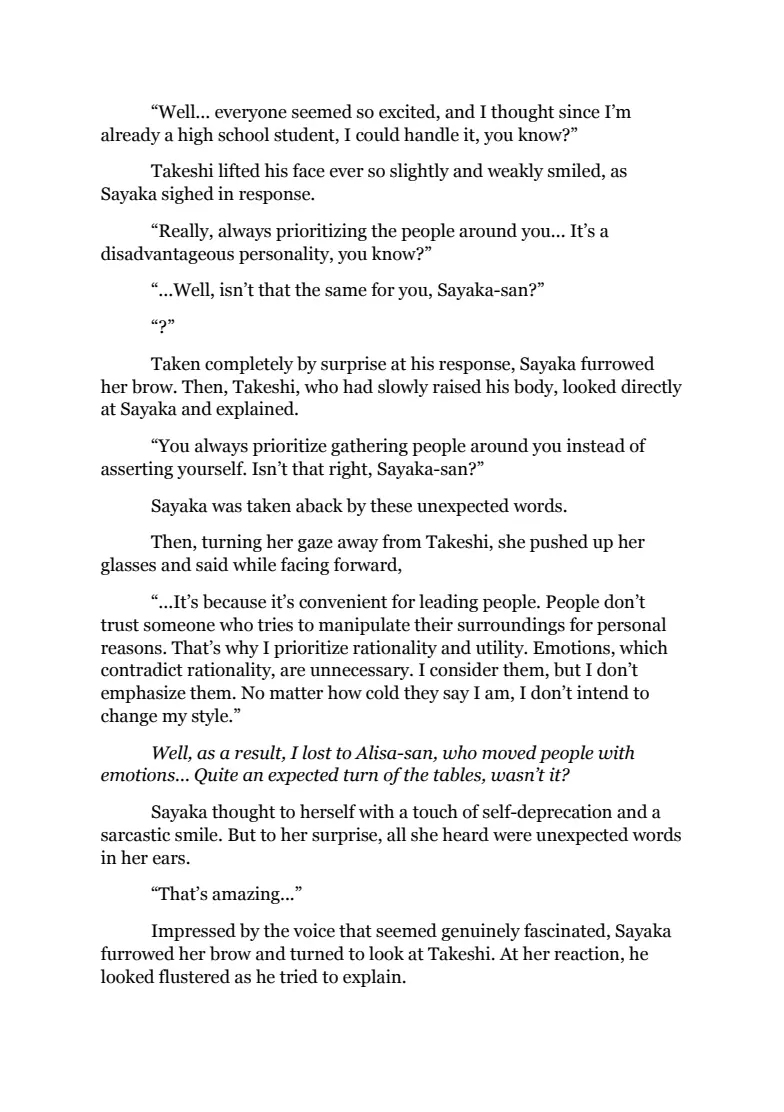 “Well... everyone seemed so excited, and I thought since I’m
already a high school student, I could handle it, you know?”
Takeshi lifted his face ever so slightly and weakly smiled, as
Sayaka sighed in response.
“Really, always prioritizing the people around you... It’s a
disadvantageous personality, you know?”
“...Well, isn’t that the same for you, Sayaka-san?”
“?”
Taken completely by surprise at his response, Sayaka furrowed
her brow. Then, Takeshi, who had slowly raised his body, looked directly
at Sayaka and explained.
“You always prioritize gathering people around you instead of
asserting yourself. Isn’t that right, Sayaka-san?”
Sayaka was taken aback by these unexpected words.
Then, turning her gaze away from Takeshi, she pushed up her
glasses and said while facing forward,
“...It’s because it’s convenient for leading people. People don’t
trust someone who tries to manipulate their surroundings for personal
reasons. That’s why I prioritize rationality and utility. Emotions, which
contradict rationality, are unnecessary. I consider them, but I don’t
emphasize them. No matter how cold they say I am, I don’t intend to
change my style.”
Well, as a result, I lost to Alisa-san, who moved people with
emotions... Quite an expected turn of the tables, wasn’t it?
Sayaka thought to herself with a touch of self-deprecation and a
sarcastic smile. But to her surprise, all she heard were unexpected words
in her ears.
“That’s amazing...”
Impressed by the voice that seemed genuinely fascinated, Sayaka
furrowed her brow and turned to look at Takeshi. At her reaction, he
looked flustered as he tried to explain.